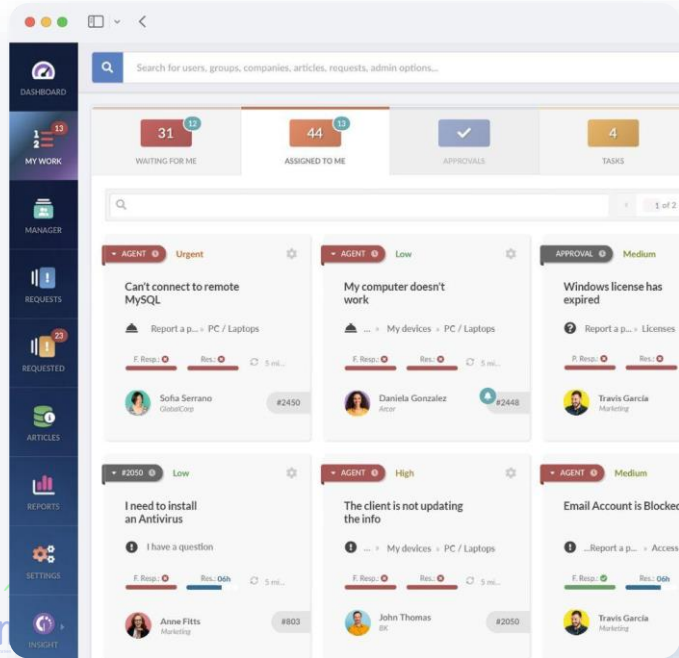 Search for users, groups, companies, articles, requests, admin options...
DASHBOARD
13
MY WORK
MANAGER
REQUESTS
23
REQUESTED
ARTICLES
REPORTS
SETTINGS
INSIGHT
31 12
WAITING FOR ME
44 13
ASSIGNED TO ME
APPROVALS
4
TASKS
1 of 2
AGENT Urgent
Can't connect to remote
MySQL
Report a p... » PC / Laptops
F. Resp.: Res.: 5 mi...
Sofia Serrano
GlobalCorp
#2450
AGENT Low
My computer doesn't
work
... » My devices » PC / Laptops
F. Resp.: Res.: 5 mi...
Daniela Gonzalez
Arcor
#2448
APPROVAL Medium
Windows license has
expired
Report a p... » Licenses
F. Resp.: Res.:
Travis García
Marketing
#2050 Low
I need to install
an Antivirus
I have a question
F. Resp.: Res.: 06h 5 mi...
Anne Fitts
Marketing
#803
AGENT High
The client is not updating
the info
... » My devices » PC / Laptops
F. Resp.: Res.: 5 mi...
John Thomas
BK
#2050
AGENT Medium
Email Account is Blocked
...Report a p... » Access
F. Resp.: Res.: 06h
Travis García
Marketing